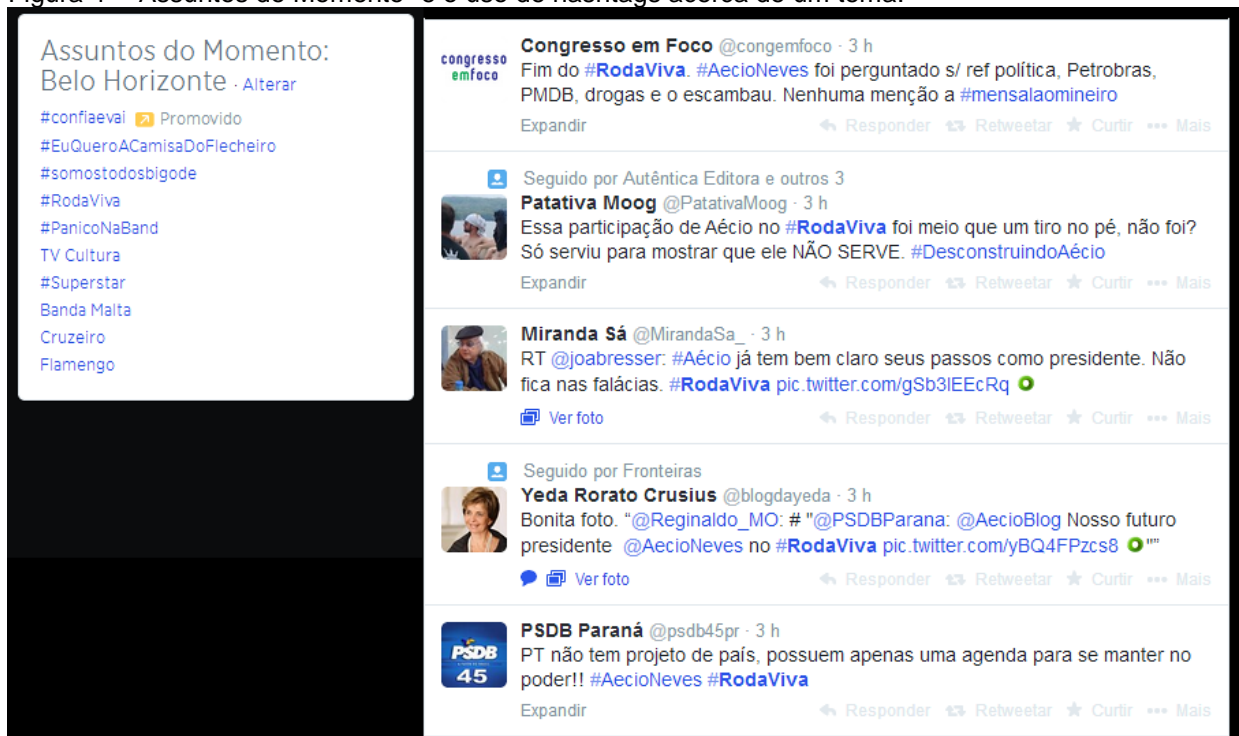 Figura 4 – "Assuntos do Momento" e o uso de hashtags acerca de um tema.
Assuntos do Momento:
Belo Horizonte · Alterar
#confiaevai Promovido
#EuQueroACamisaDoFlecheiro
#somostodosbigode
#RodaViva
#PanicoNaBand
TV Cultura
#Superstar
Banda Malta
Cruzeiro
Flamengo
congresso
emfoco
Congresso em Foco @congemfoco · 3 h
Fim do #RodaViva. #AecioNeves foi perguntado s/ ref política, Petrobras,
PMDB, drogas e o escambau. Nenhuma menção a #mensalaomineiro
Expandir Responder Retweetar Curtir Mais
Seguido por Autêntica Editora e outros 3
Patativa Moog @PatativaMoog · 3 h
Essa participação de Aécio no #RodaViva foi meio que um tiro no pé, não foi?
Só serviu para mostrar que ele NÃO SERVE. #DesconstruindoAécio
Expandir Responder Retweetar Curtir Mais
Miranda Sá @MirandaSa_ · 3 h
RT @joabresser: #Aécio já tem bem claro seus passos como presidente. Não
fica nas falácias. #RodaViva pic.twitter.com/gSb3lEEcRq
Ver foto Responder Retweetar Curtir Mais
Seguido por Fronteiras
Yeda Rorato Crusius @blogdayeda · 3 h
Bonita foto. "@Reginaldo_MO: # "@PSDBParana: @AecioBlog Nosso futuro
presidente @AecioNeves no #RodaViva pic.twitter.com/yBQ4FPzcs8 ""
Ver foto Responder Retweetar Curtir Mais
PSDB
45
PSDB Paraná @psdb45pr · 3 h
PT não tem projeto de país, possuem apenas uma agenda para se manter no
poder!! #AecioNeves #RodaViva
Expandir Responder Retweetar Curtir Mais